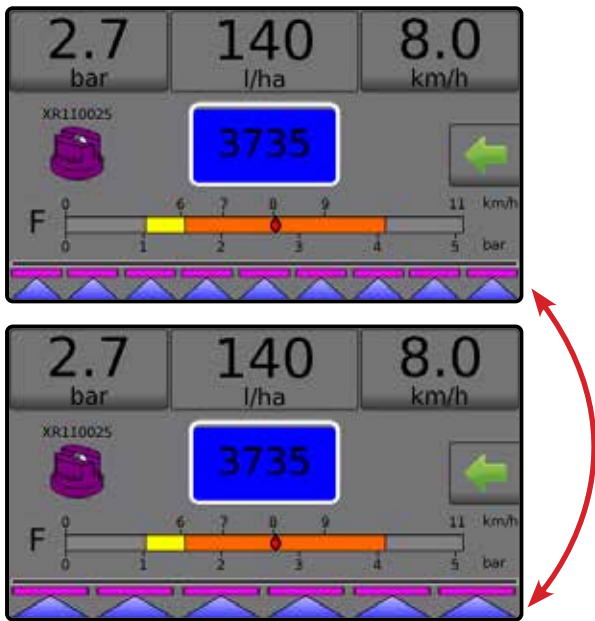 2.7 140 8.0
bar l/ha km/h
XR110025
3735
0 6 7 8 9 11 km/h
F
0 1 2 3 4 5 bar
2.7 140 8.0
bar l/ha km/h
XR110025
3735
0 6 7 8 9 11 km/h
F
0 1 2 3 4 5 bar